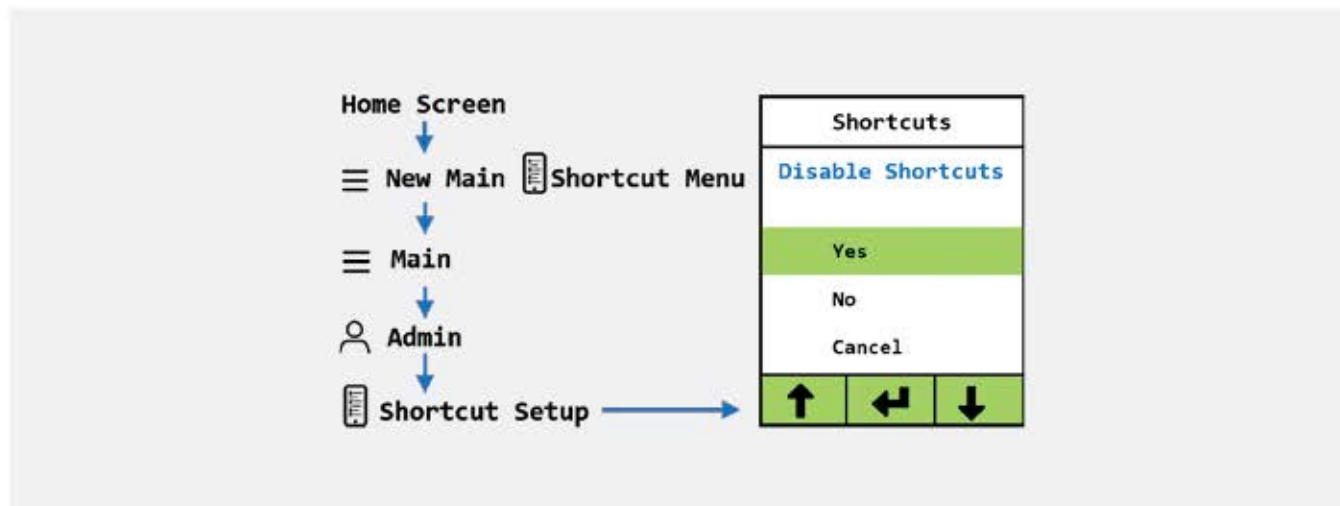 Home Screen
New Main Shortcut Menu
Main
Admin
Shortcut Setup
Shortcuts
Disable Shortcuts
Yes
No
Cancel